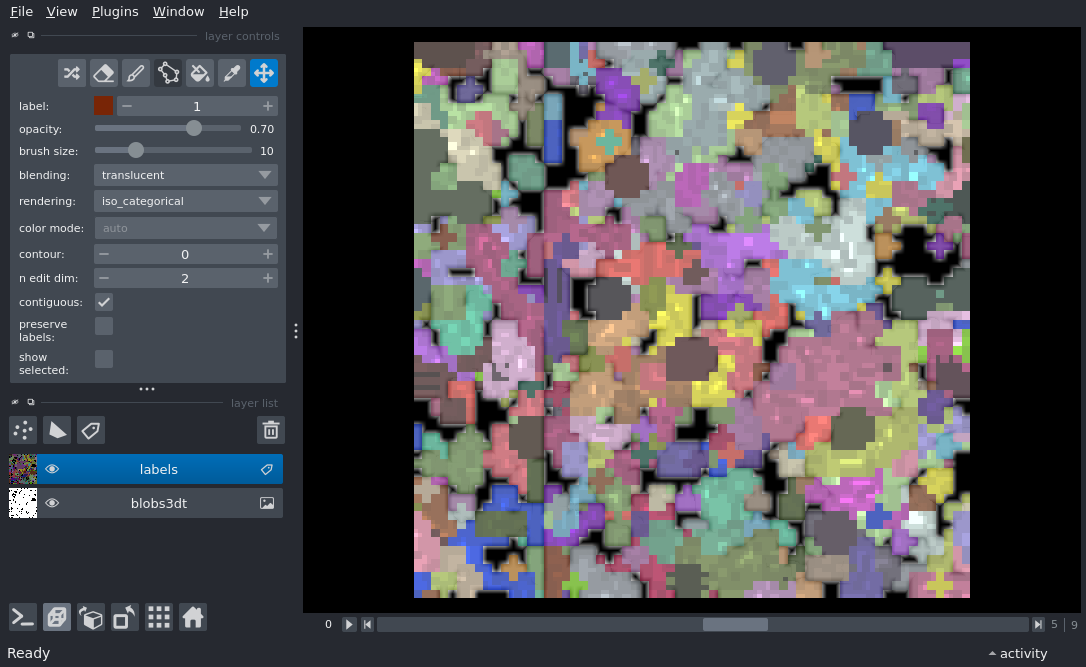 File View Plugins Window Help
layer controls
label: 1
opacity: 0.70
brush size: 10
blending: translucent
rendering: iso_categorical
color mode: auto
contour: 0
n edit dim: 2
contiguous:
preserve
labels:
show
selected:
layer list
labels
blobs3dt
0 5 | 9
Ready activity